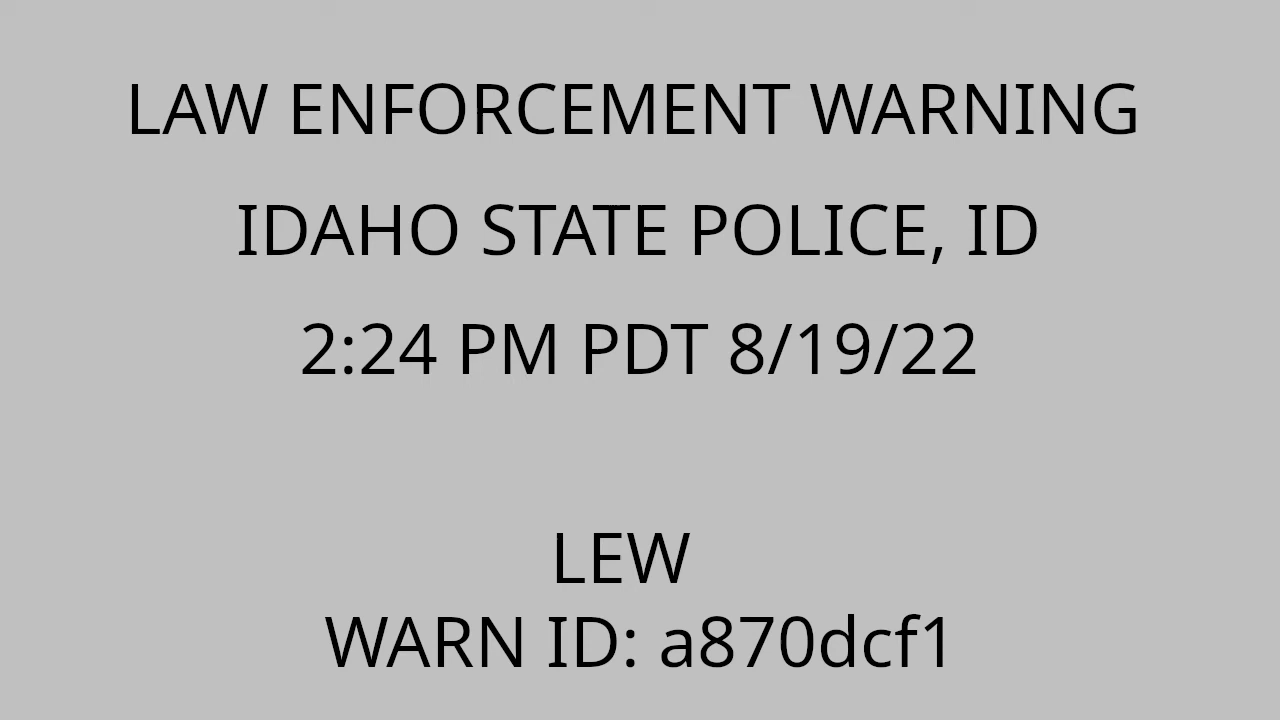 LAW ENFORCEMENT WARNING
IDAHO STATE POLICE, ID
2:24 PM PDT 8/19/22
LEW
WARN ID: a870dcf1